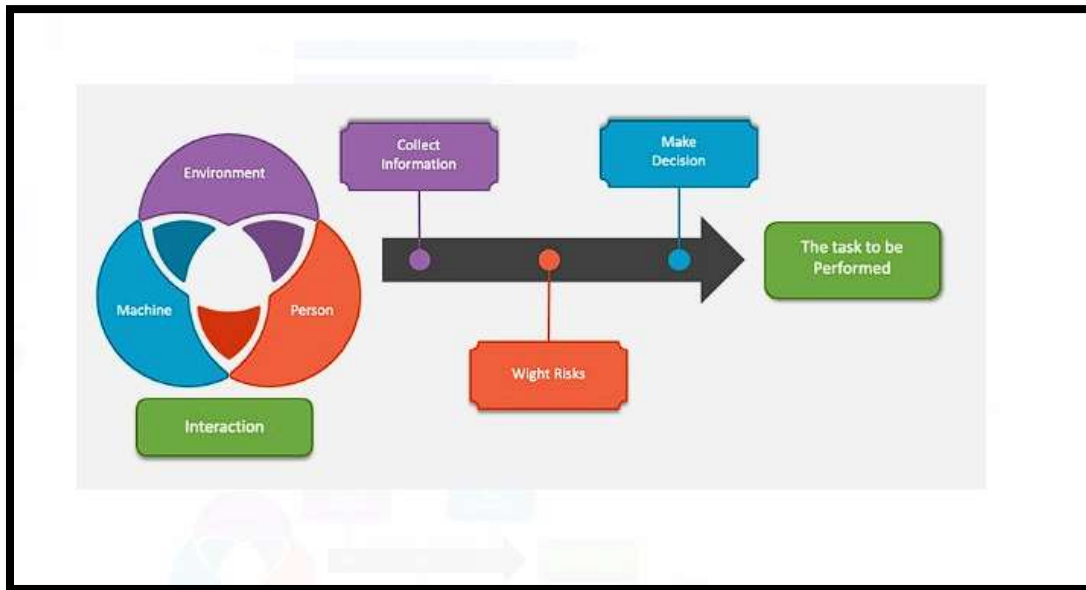 Environment
Machine
Person
Interaction
Collect
Information
Wight Risks
Make
Decision
The task to be
Performed